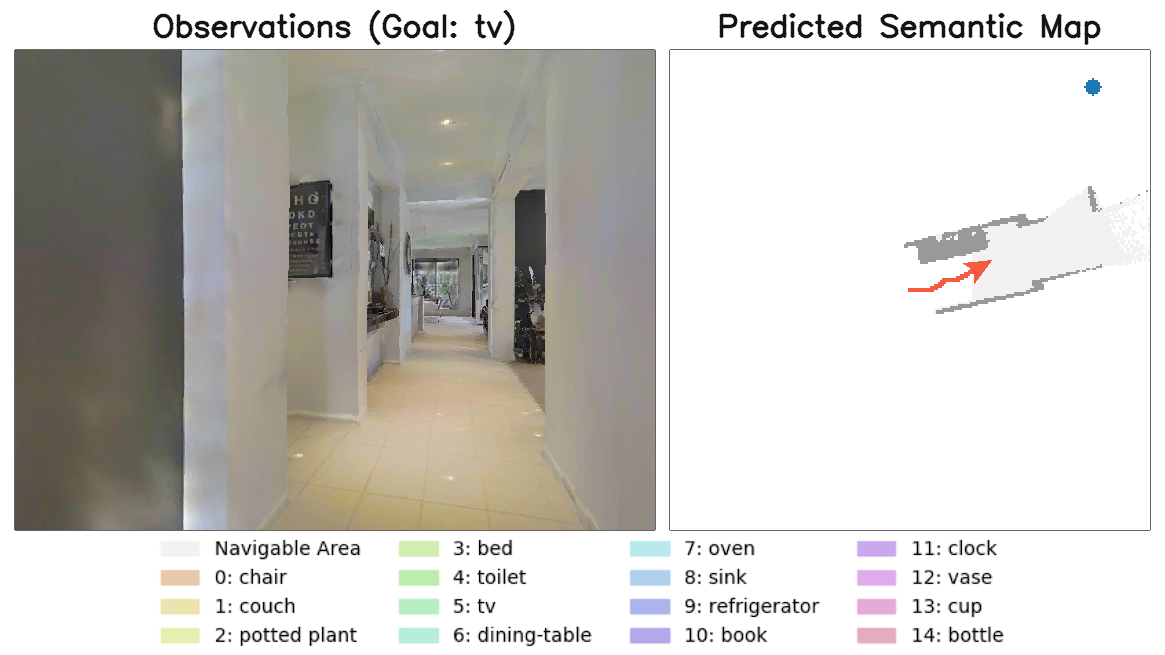 Observations (Goal: tv)
Predicted Semantic Map
HG
DKD
Navigable Area
0: chair
1: couch
2: potted plant
3: bed
4: toilet
5: tv
6: dining-table
7: oven
8: sink
9: refrigerator
10: book
11: clock
12: vase
13: cup
14: bottle